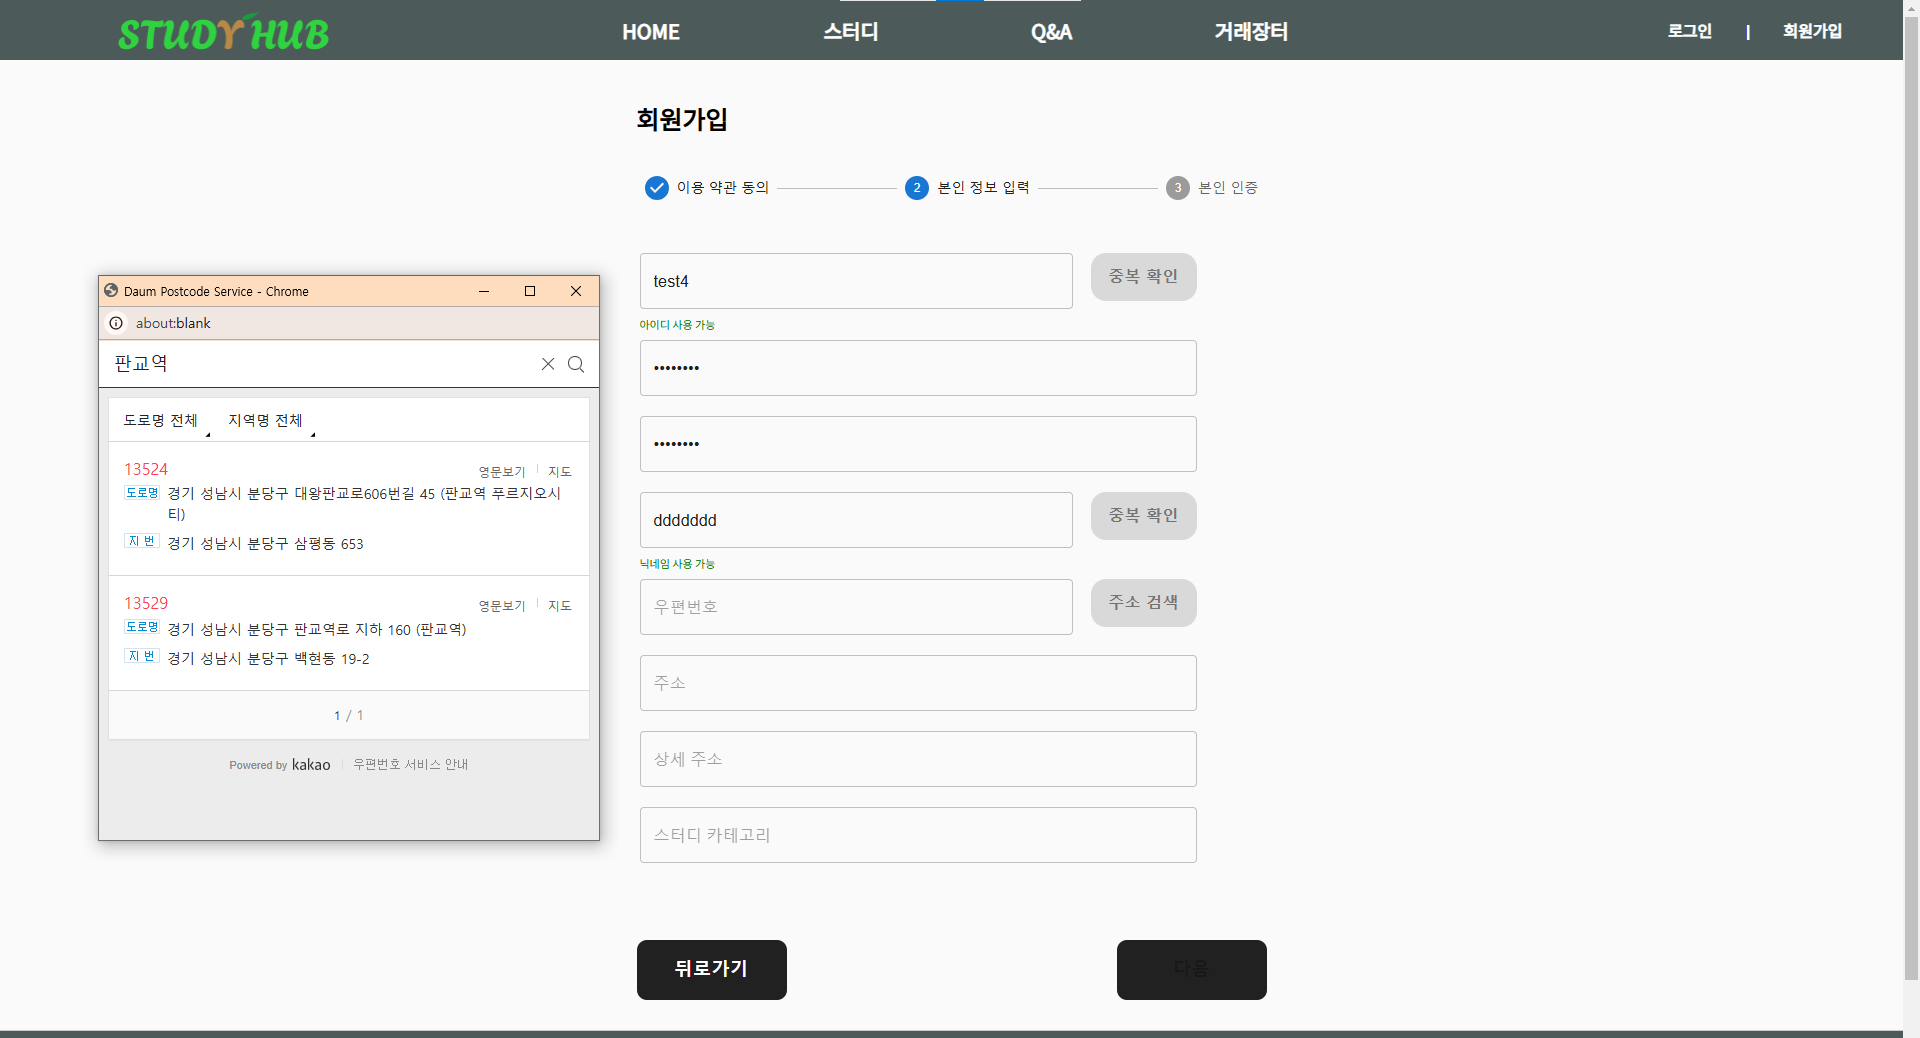 STUDYHUB
HOME
스터디
Q&A
거래장터
로그인 | 회원가입
회원가입
이용 약관 동의
2 본인 정보 입력
3 본인 인증
test4
중복 확인
아이디 사용 가능
••••••••
••••••••
ddddddd
중복 확인
닉네임 사용 가능
우편번호
주소 검색
주소
상세 주소
스터디 카테고리
뒤로가기
다음
Daum Postcode Service - Chrome
about:blank
판교역
도로명 전체 지역명 전체
13524
영문보기 지도
도로명 경기 성남시 분당구 대왕판교로606번길 45 (판교역 푸르지오시
티)
지 번 경기 성남시 분당구 삼평동 653
13529
영문보기 지도
도로명 경기 성남시 분당구 판교역로 지하 160 (판교역)
지 번 경기 성남시 분당구 백현동 19-2
1 / 1
Powered by kakao 우편번호 서비스 안내